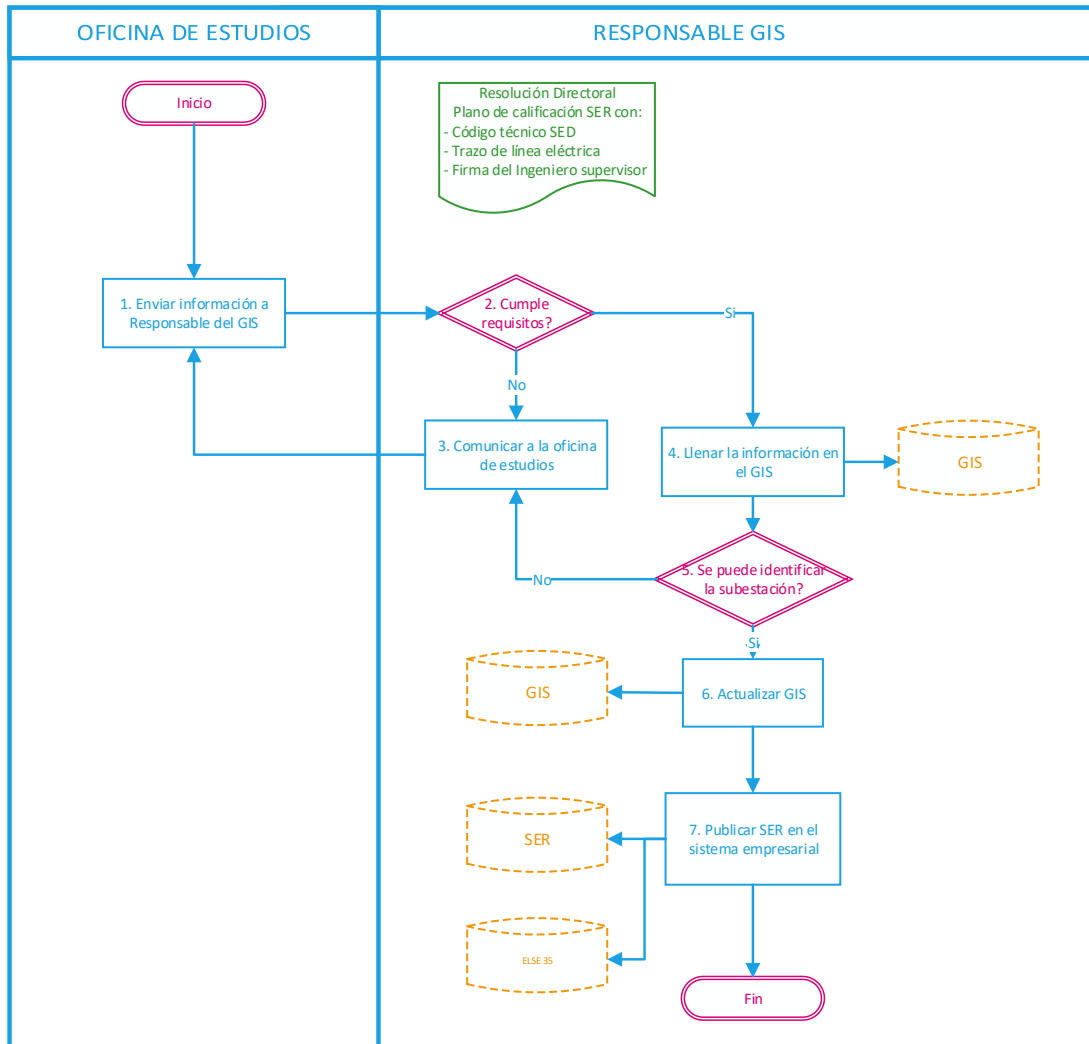 OFICINA DE ESTUDIOS
RESPONSABLE GIS
Inicio
Resolución Directoral
Plano de calificación SER con:
- Código técnico SED
- Trazo de línea eléctrica
- Firma del Ingeniero supervisor
1. Enviar información a
Responsable del GIS
2. Cumple
requisitos?
Si
No
3. Comunicar a la oficina
de estudios
4. Llenar la información en
el GIS
GIS
5. Se puede identificar
la subestación?
No
Si
GIS
6. Actualizar GIS
SER
7. Publicar SER en el
sistema empresarial
ELSE 35
Fin